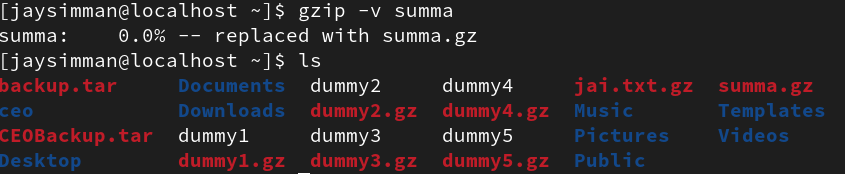 [jaysimman@localhost ~]$ gzip -v summa
summa:    0.0% -- replaced with summa.gz
[jaysimman@localhost ~]$ ls
backup.tar     Documents    dummy2     dummy4     jai.txt.gz  summa.gz
ceo            Downloads    dummy2.gz  dummy4.gz  Music       Templates
CEOBackup.tar  dummy1       dummy3     dummy5     Pictures    Videos
Desktop        dummy1.gz    dummy3.gz  dummy5.gz  Public